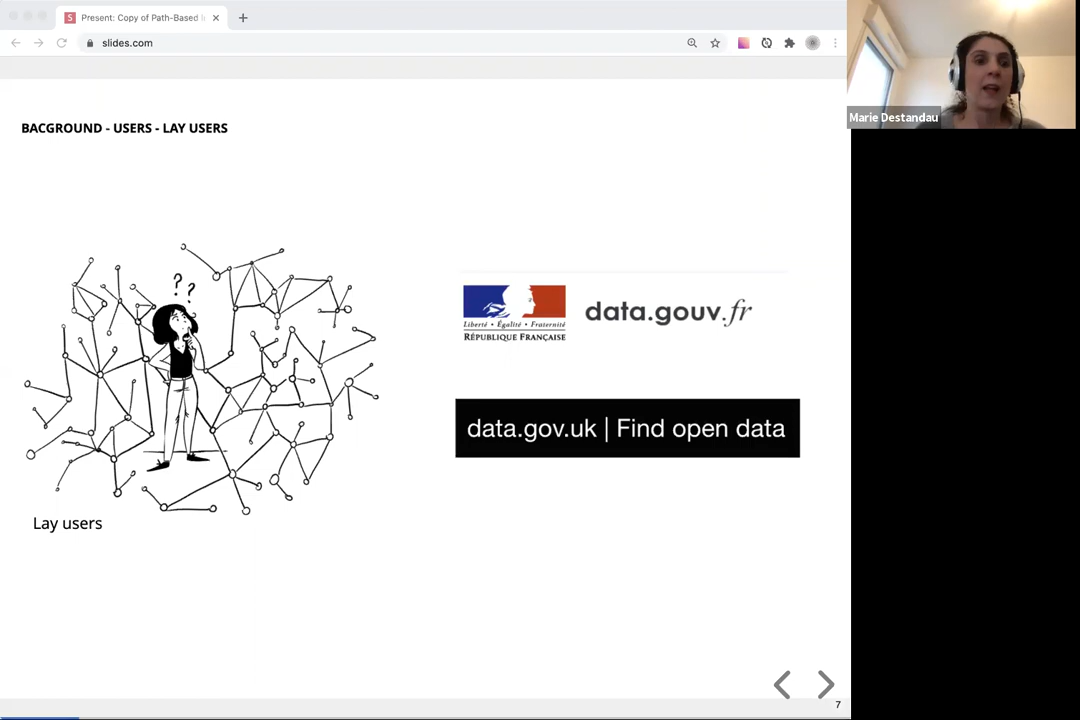 Present: Copy of Path-Based I
slides.com
Marie Destandau
BACGROUND - USERS - LAY USERS
? ?
Liberté • Égalité • Fraternité
RÉPUBLIQUE FRANÇAISE
data.gouv.fr
data.gov.uk | Find open data
Lay users
7